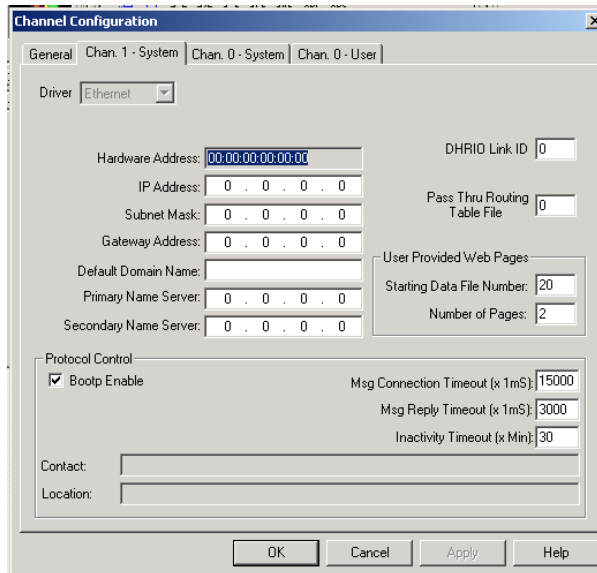 Channel Configuration
General Chan. 1 - System Chan. 0 - System Chan. 0 - User
Driver Ethernet
Hardware Address: 00:00:00:00:00:00
DHRIO Link ID 0
IP Address: 0 . 0 . 0 . 0
Subnet Mask: 0 . 0 . 0 . 0
Pass Thru Routing
Table File 0
Gateway Address: 0 . 0 . 0 . 0
Default Domain Name:
Primary Name Server: 0 . 0 . 0 . 0
Secondary Name Server: 0 . 0 . 0 . 0
User Provided Web Pages
Starting Data File Number: 20
Number of Pages: 2
Protocol Control
Bootp Enable
Msg Connection Timeout (x 1mS): 15000
Msg Reply Timeout (x 1mS): 3000
Inactivity Timeout (x Min): 30
Contact:
Location:
OK Cancel Apply Help